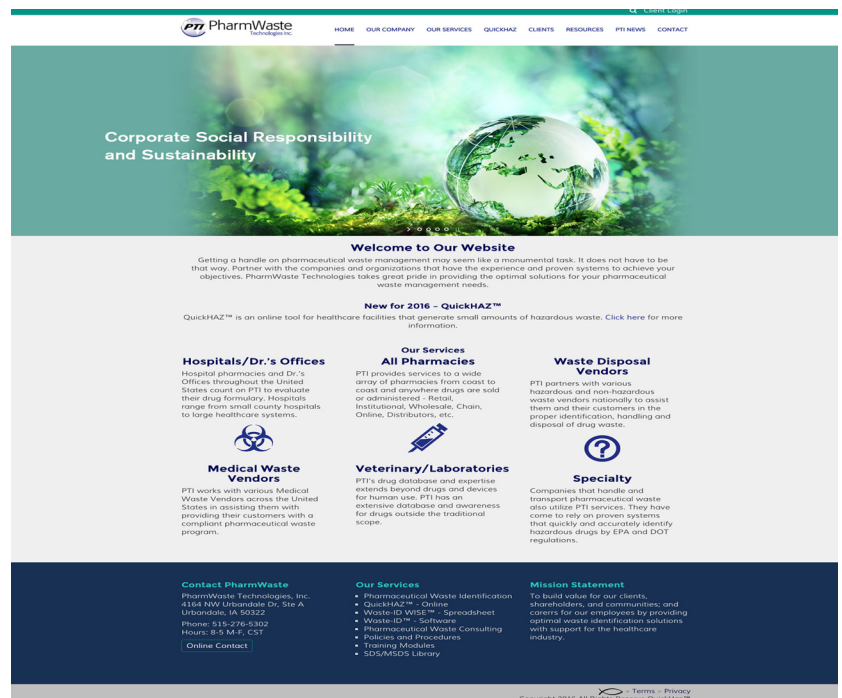 Client Login
PTI PharmWaste
Technologies Inc.
HOME OUR COMPANY OUR SERVICES QUICKHAZ CLIENTS RESOURCES PTI NEWS CONTACT
Corporate Social Responsibility
and Sustainability
Welcome to Our Website
Getting a handle on pharmaceutical waste management may seem like a monumental task. It does not have to be
that way. Partner with the companies and organizations that have the experience and proven systems to achieve your
objectives. PharmWaste Technologies takes great pride in providing the optimal solutions for your pharmaceutical
waste management needs.
New for 2016 – QuickHAZ™
QuickHAZ™ is an online tool for healthcare facilities that generate small amounts of hazardous waste. Click here for more
information.
Our Services
Hospitals/Dr.'s Offices
Hospital pharmacies and Dr.'s
Offices throughout the United
States count on PTI to evaluate
their drug formulary. Hospitals
range from small county hospitals
to large healthcare systems.
All Pharmacies
PTI provides services to a wide
array of pharmacies from coast to
coast and anywhere drugs are sold
or administered - Retail,
Institutional, Wholesale, Chain,
Online, Distributors, etc.
Waste Disposal
Vendors
PTI partners with various
hazardous and non-hazardous
waste vendors nationally to assist
them and their customers in the
proper identification, handling and
disposal of drug waste.
Medical Waste
Vendors
PTI works with various Medical
Waste Vendors across the United
States in assisting them with
providing their customers with a
compliant pharmaceutical waste
program.
Veterinary/Laboratories
PTI's drug database and expertise
extends beyond drugs and devices
for human use. PTI has an
extensive database and awareness
for drugs outside the traditional
scope.
Specialty
Companies that handle and
transport pharmaceutical waste
also utilize PTI services. They have
come to rely on proven systems
that quickly and accurately identify
hazardous drugs by EPA and DOT
regulations.
Contact PharmWaste
PharmWaste Technologies, Inc.
4164 NW Urbandale Dr, Ste A
Urbandale, IA 50322
Phone: 515-276-5302
Hours: 8-5 M-F, CST
Online Contact
Our Services
Pharmaceutical Waste Identification
QuickHAZ™ - Online
Waste-ID WISE™ - Spreadsheet
Waste-ID™ - Software
Pharmaceutical Waste Consulting
Policies and Procedures
Training Modules
SDS/MSDS Library
Mission Statement
To build value for our clients,
shareholders, and communities; and
carerrs for our employees by providing
optimal waste identification solutions
with support for the healthcare
industry.
Terms Privacy
Copyright 2016 All Rights